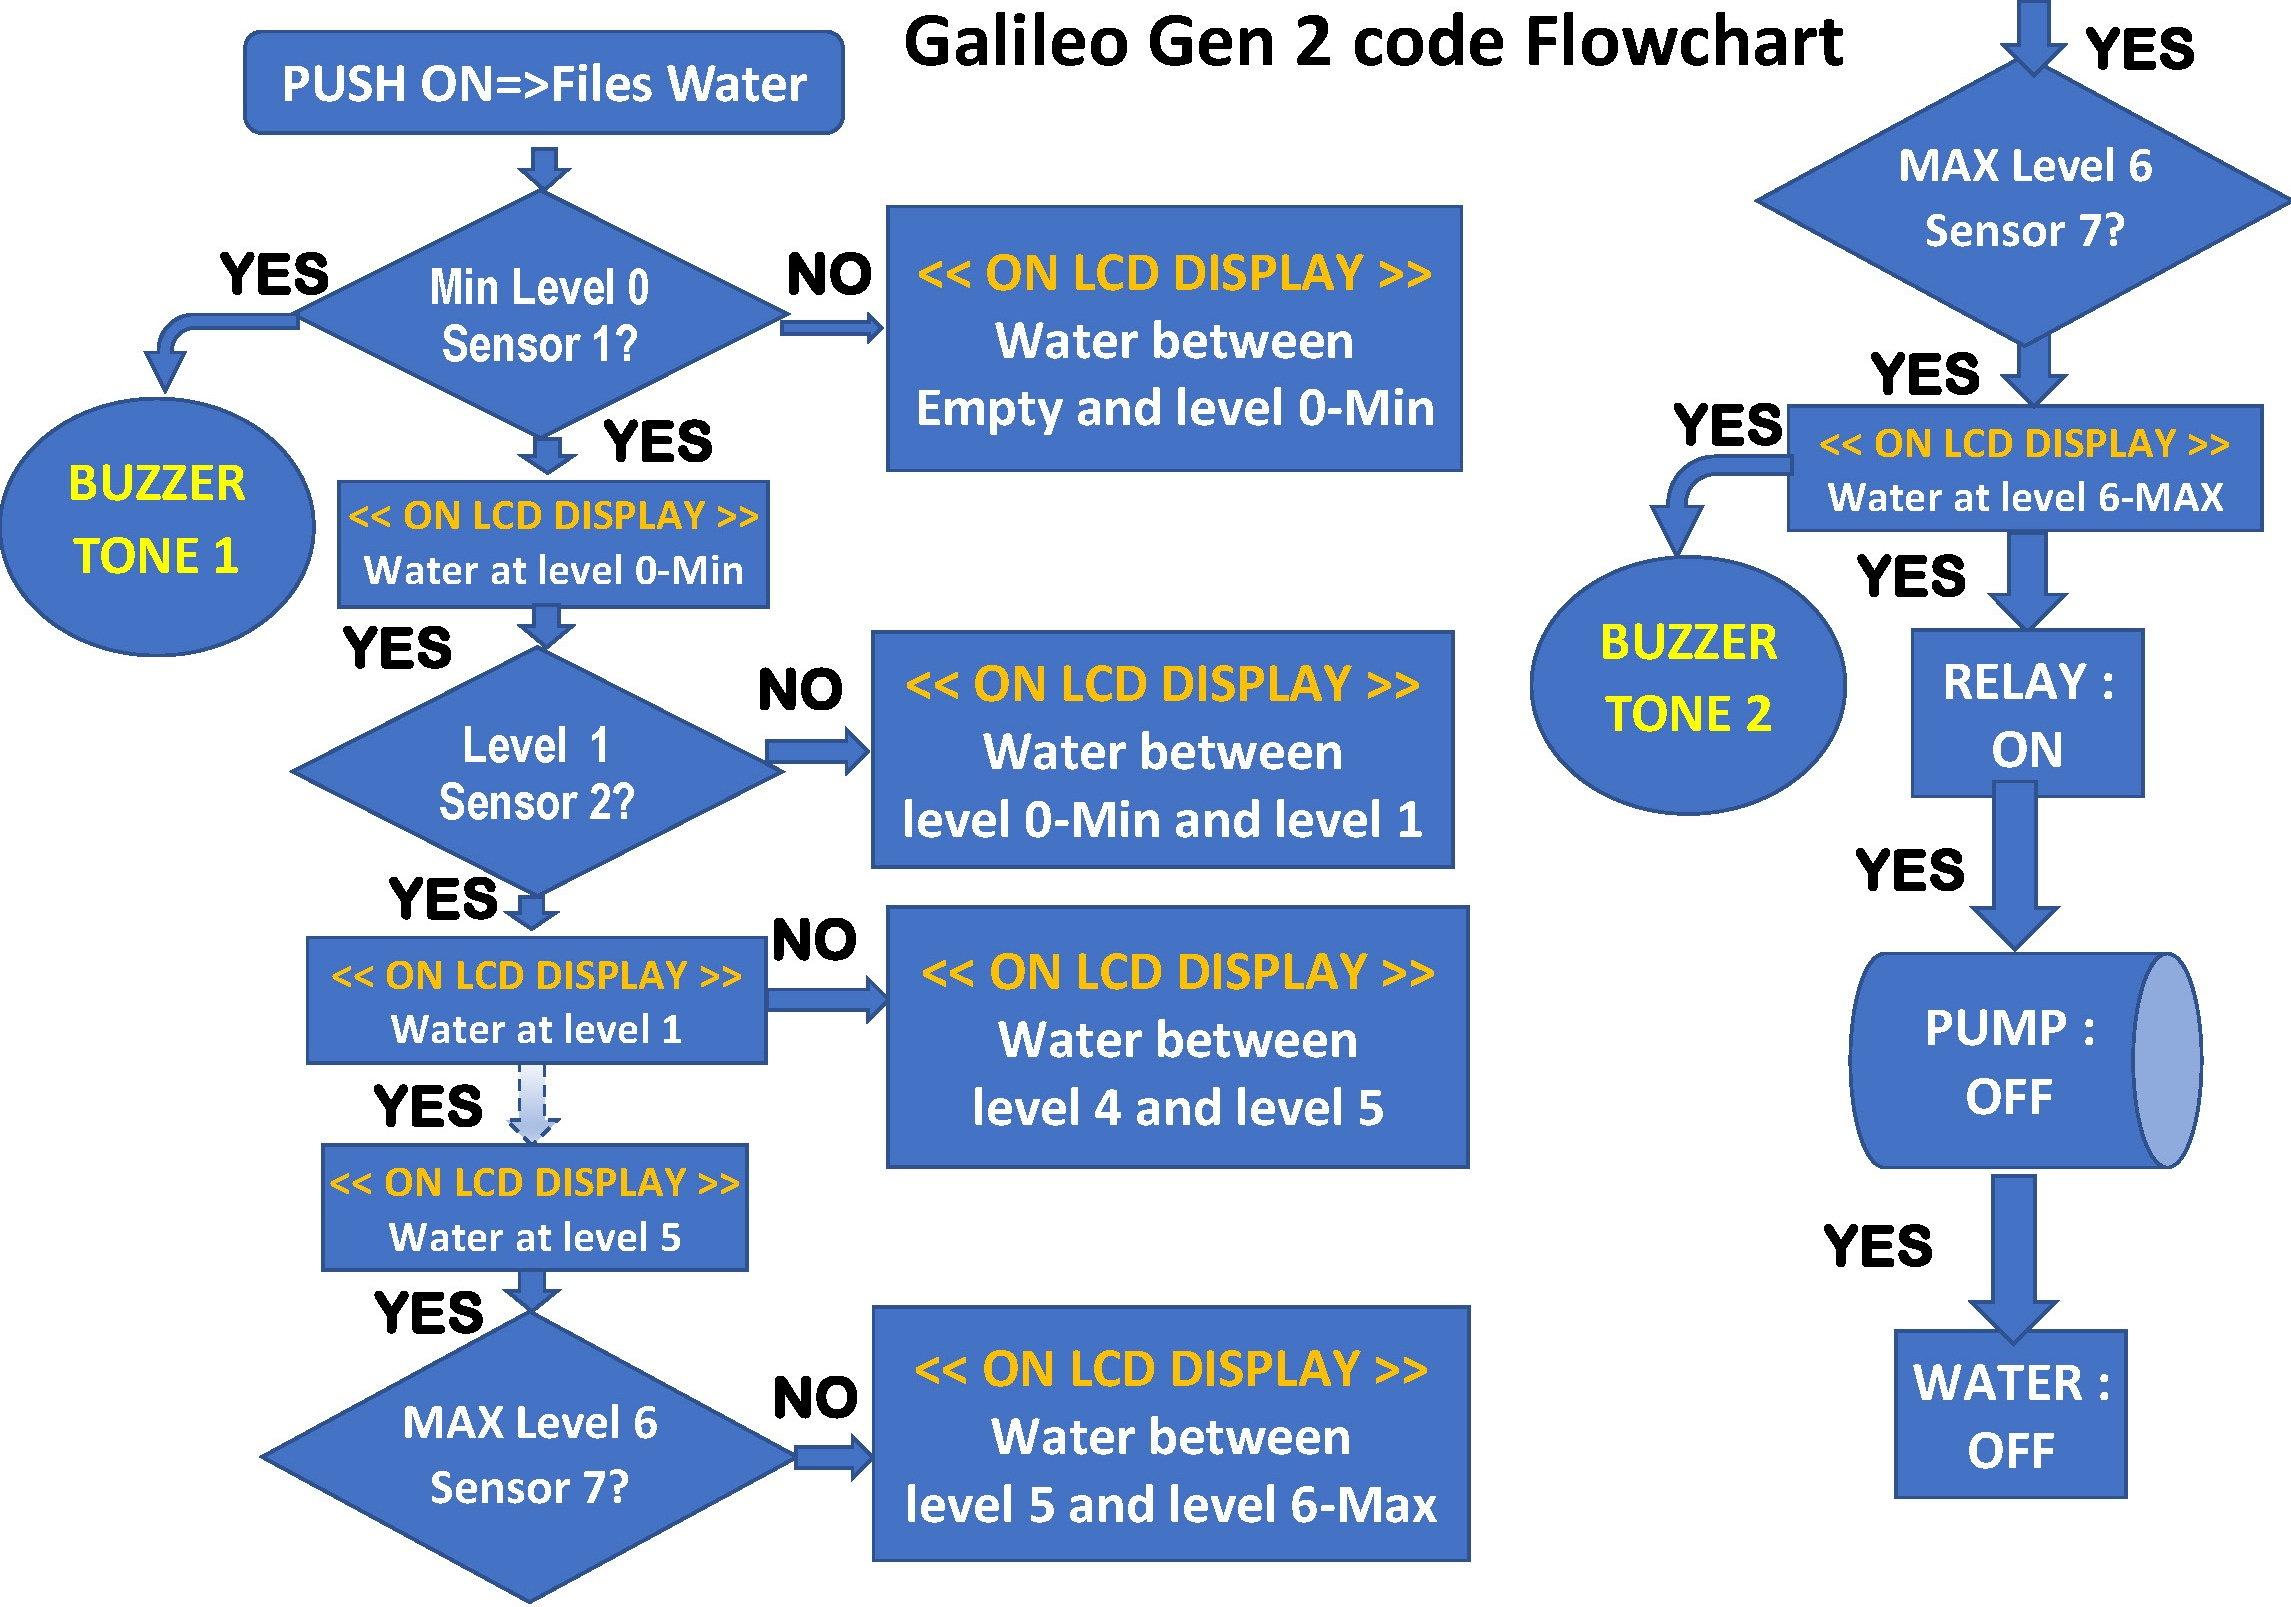 Galileo Gen 2 code Flowchart
PUSH ON=>Files Water
Min Level 0
Sensor 1?
YES
NO
<< ON LCD DISPLAY >>
Water between
Empty and level 0-Min
BUZZER
TONE 1
YES
<< ON LCD DISPLAY >>
Water at level 0-Min
YES
Level 1
Sensor 2?
NO
<< ON LCD DISPLAY >>
Water between
level 0-Min and level 1
YES
<< ON LCD DISPLAY >>
Water at level 1
NO
<< ON LCD DISPLAY >>
Water between
level 4 and level 5
YES
<< ON LCD DISPLAY >>
Water at level 5
YES
MAX Level 6
Sensor 7?
NO
<< ON LCD DISPLAY >>
Water between
level 5 and level 6-Max
YES
MAX Level 6
Sensor 7?
YES
<< ON LCD DISPLAY >>
Water at level 6-MAX
YES
BUZZER
TONE 2
YES
RELAY :
ON
YES
PUMP :
OFF
YES
WATER :
OFF